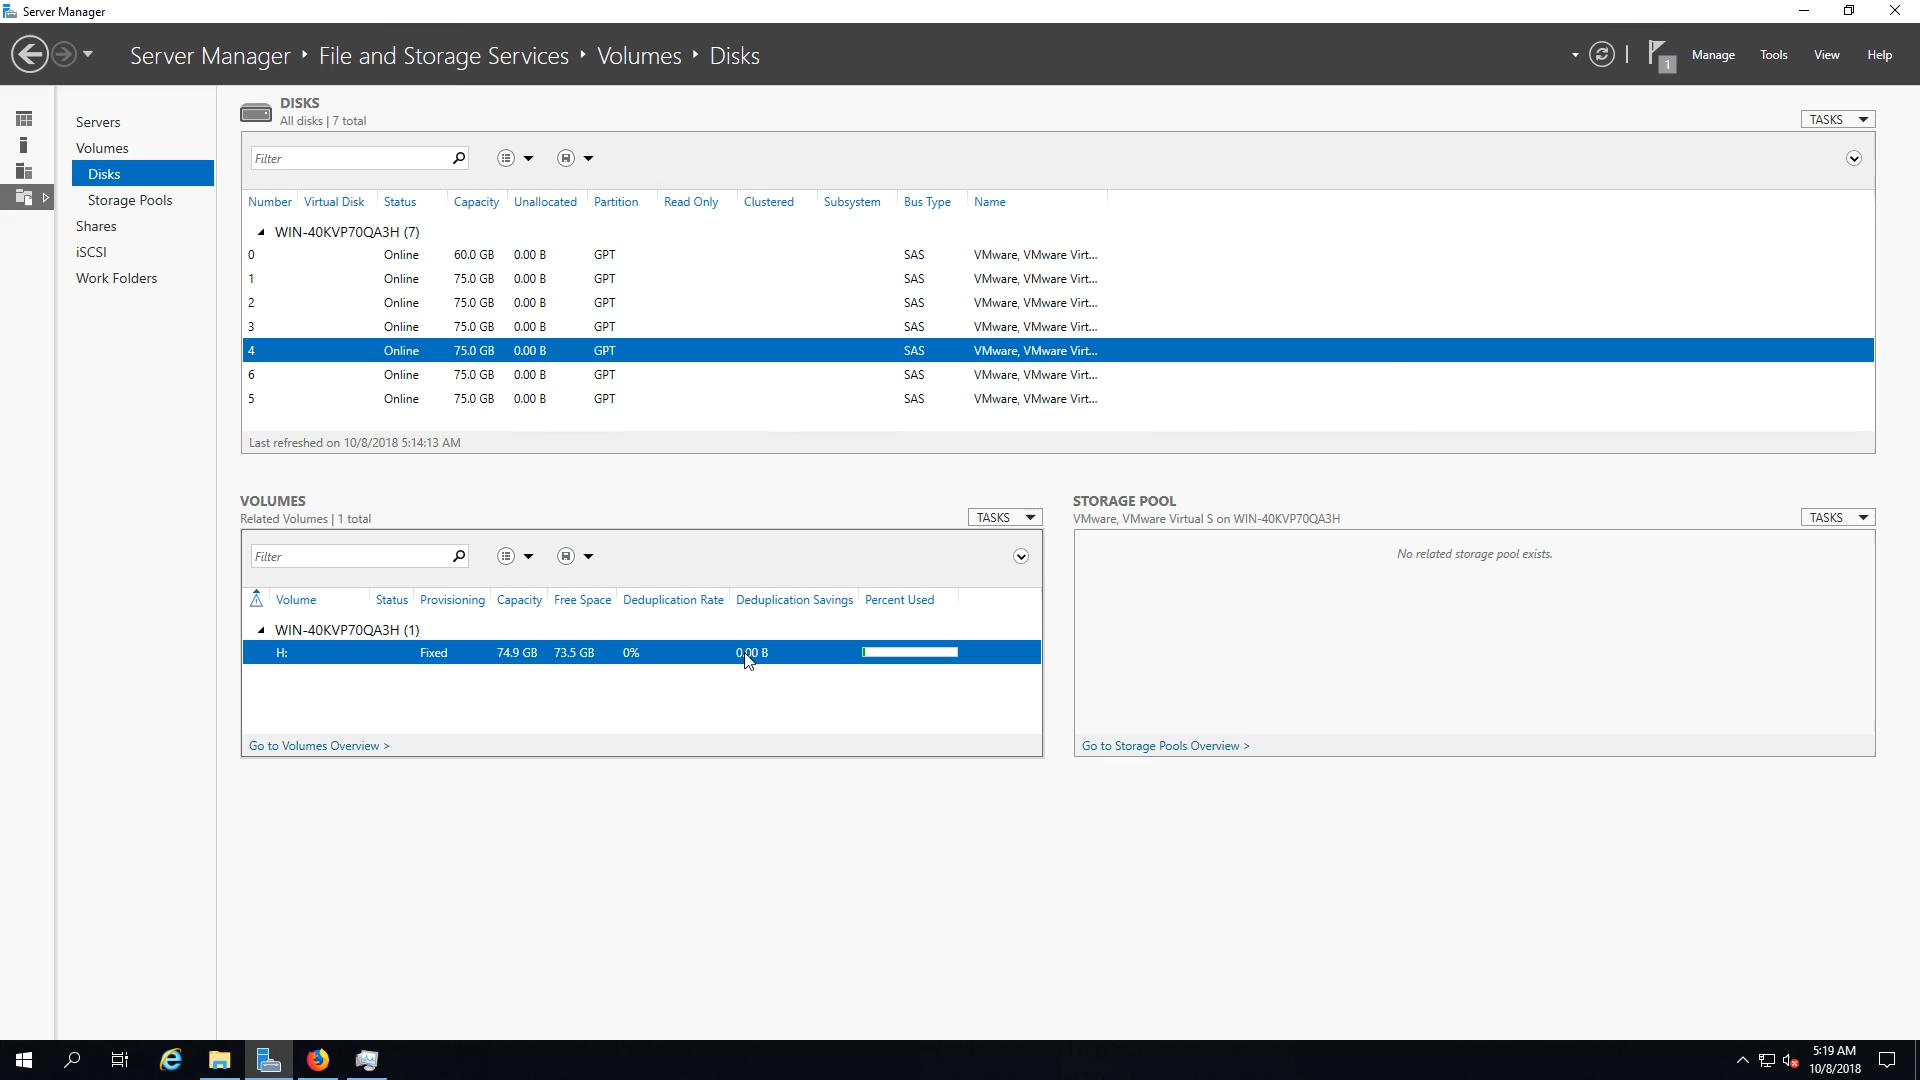 Server Manager
Server Manager ‣ File and Storage Services ‣ Volumes ‣ Disks
1 Manage Tools View Help
Servers
Volumes
Disks
Storage Pools
Shares
iSCSI
Work Folders
DISKS
All disks | 7 total
TASKS
Filter
Number Virtual Disk Status Capacity Unallocated Partition Read Only Clustered Subsystem Bus Type Name
WIN-40KVP70QA3H (7)
0 Online 60.0 GB 0.00 B GPT SAS VMware, VMware Virt...
1 Online 75.0 GB 0.00 B GPT SAS VMware, VMware Virt...
2 Online 75.0 GB 0.00 B GPT SAS VMware, VMware Virt...
3 Online 75.0 GB 0.00 B GPT SAS VMware, VMware Virt...
4 Online 75.0 GB 0.00 B GPT SAS VMware, VMware Virt...
6 Online 75.0 GB 0.00 B GPT SAS VMware, VMware Virt...
5 Online 75.0 GB 0.00 B GPT SAS VMware, VMware Virt...
Last refreshed on 10/8/2018 5:14:13 AM
VOLUMES
Related Volumes | 1 total
TASKS
Filter
Volume Status Provisioning Capacity Free Space Deduplication Rate Deduplication Savings Percent Used
WIN-40KVP70QA3H (1)
H: Fixed 74.9 GB 73.5 GB 0% 0.00 B
Go to Volumes Overview >
STORAGE POOL
VMware, VMware Virtual S on WIN-40KVP70QA3H
TASKS
No related storage pool exists.
Go to Storage Pools Overview >
5:19 AM
10/8/2018